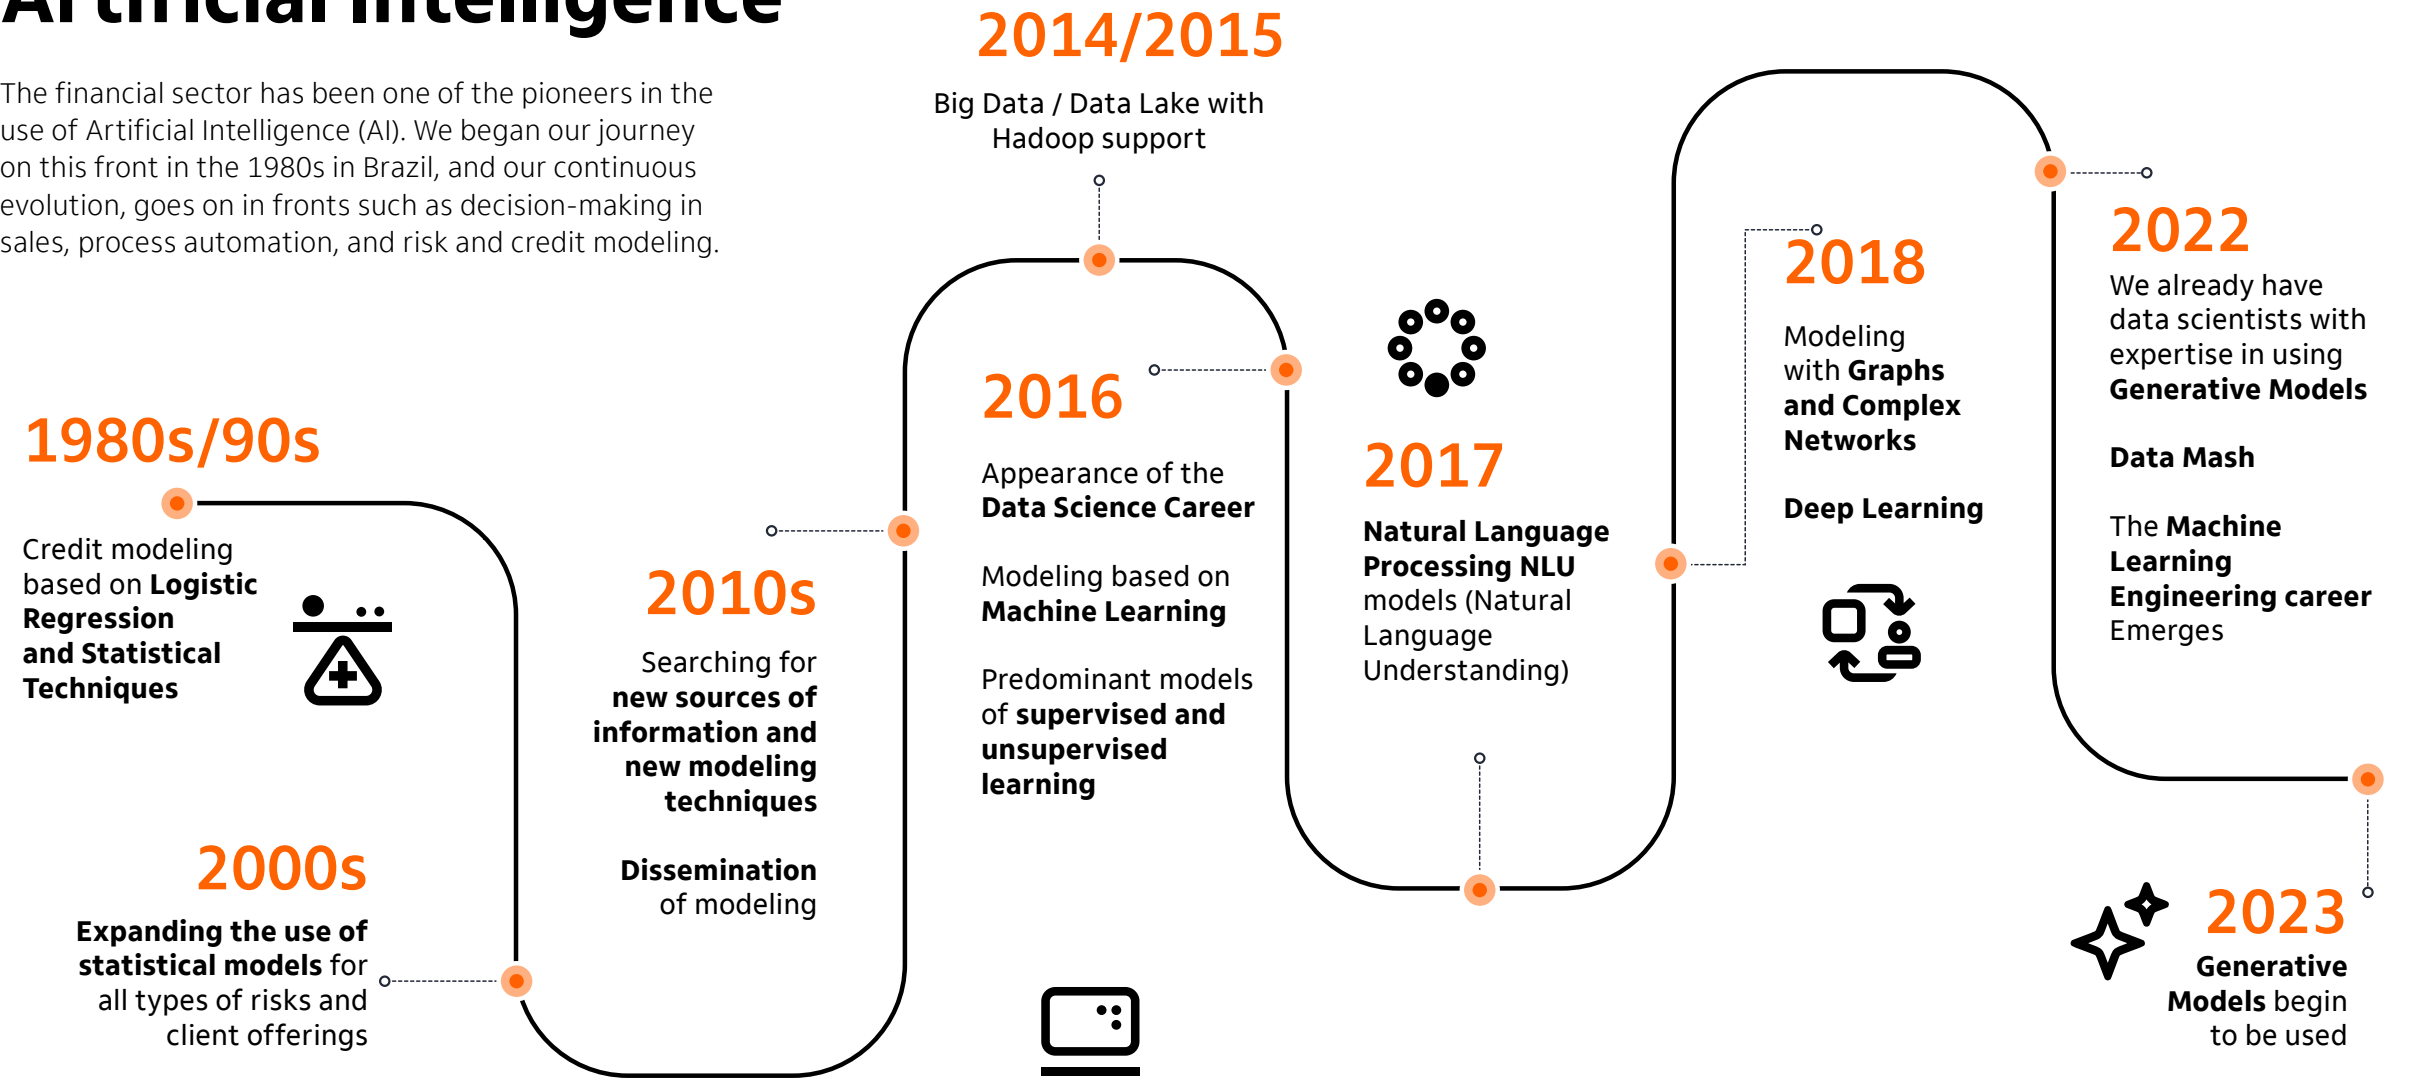 Artificial Intelligence
The financial sector has been one of the pioneers in the
use of Artificial Intelligence (AI). We began our journey
on this front in the 1980s in Brazil, and our continuous
evolution, goes on in fronts such as decision-making in
sales, process automation, and risk and credit modeling.
1980s/90s
Credit modeling
based on Logistic
Regression
and Statistical
Techniques
2000s
Expanding the use of
statistical models for
all types of risks and
client offerings
2010s
Searching for
new sources of
information and
new modeling
techniques
Dissemination
of modeling
2014/2015
Big Data / Data Lake with
Hadoop support
2016
Appearance of the
Data Science Career
Modeling based on
Machine Learning
Predominant models
of supervised and
unsupervised
learning
2017
Natural Language
Processing NLU
models (Natural
Language
Understanding)
2018
Modeling
with Graphs
and Complex
Networks
Deep Learning
2022
We already have
data scientists with
expertise in using
Generative Models
Data Mash
The Machine
Learning
Engineering career
Emerges
2023
Generative
Models begin
to be used